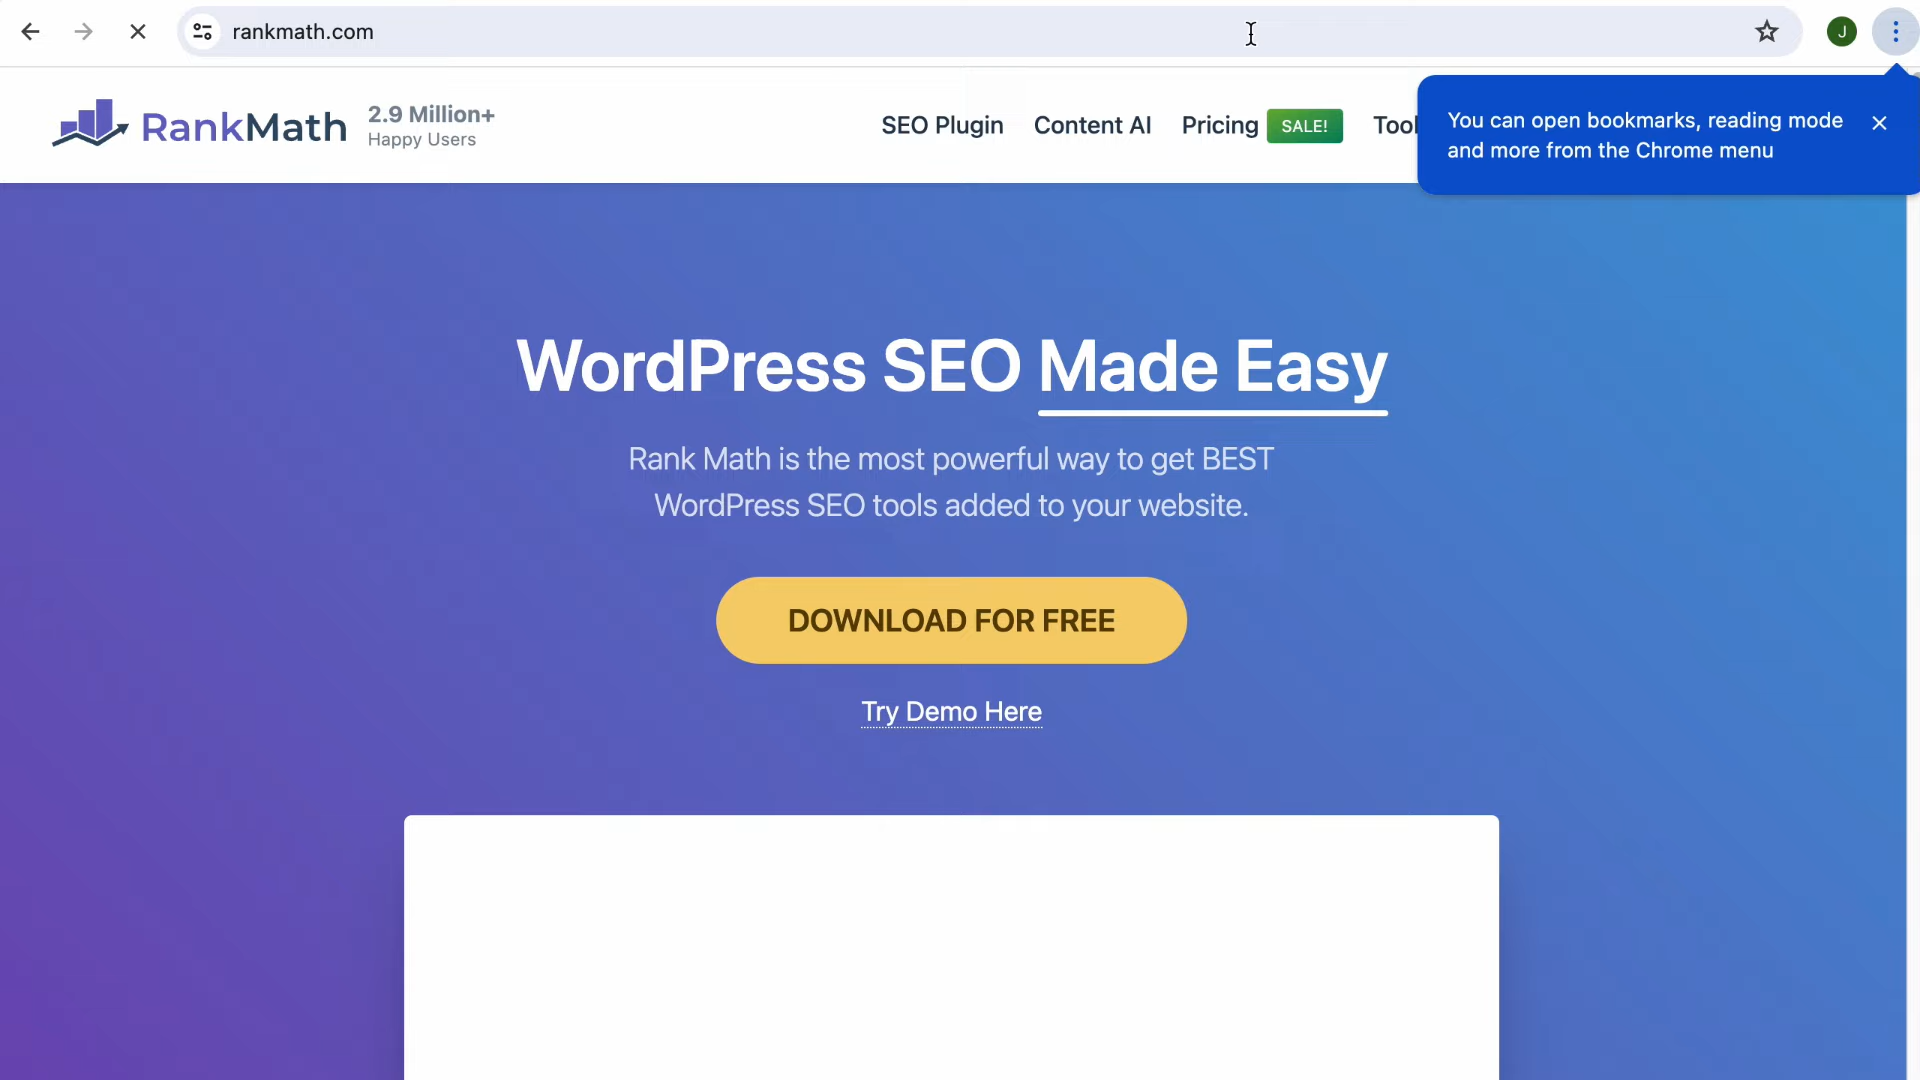 rankmath.com
J
You can open bookmarks, reading mode
and more from the Chrome menu
RankMath
2.9 Million+
Happy Users
SEO Plugin
Content AI
Pricing
SALE!
WordPress SEO Made Easy
Rank Math is the most powerful way to get BEST
WordPress SEO tools added to your website.
DOWNLOAD FOR FREE
Try Demo Here